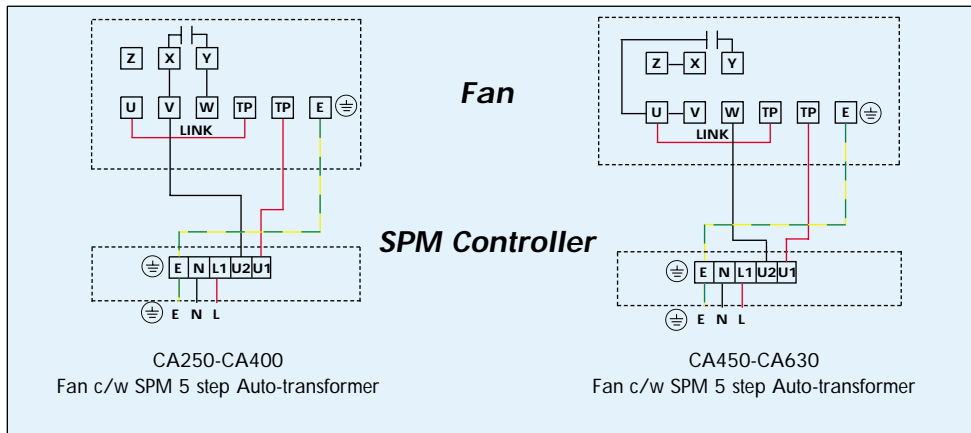 Z X Y
U V W TP TP E
LINK
Z X Y
U V W TP TP E
LINK
Fan
SPM Controller
E N L1 U2 U1
E N L
E N L1 U2 U1
E N L
CA250-CA400
Fan c/w SPM 5 step Auto-transformer
CA450-CA630
Fan c/w SPM 5 step Auto-transformer